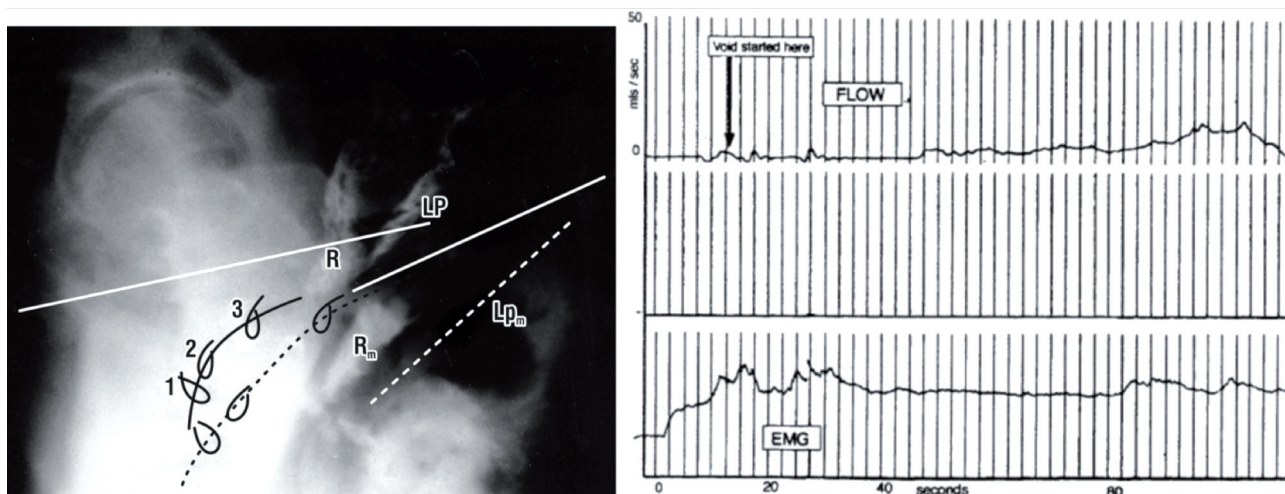 LP
R
3
2
1
Lpm
Rm
50
mls / sec
0
Void started here
FLOW
EMG
0
20
40
seconds
80